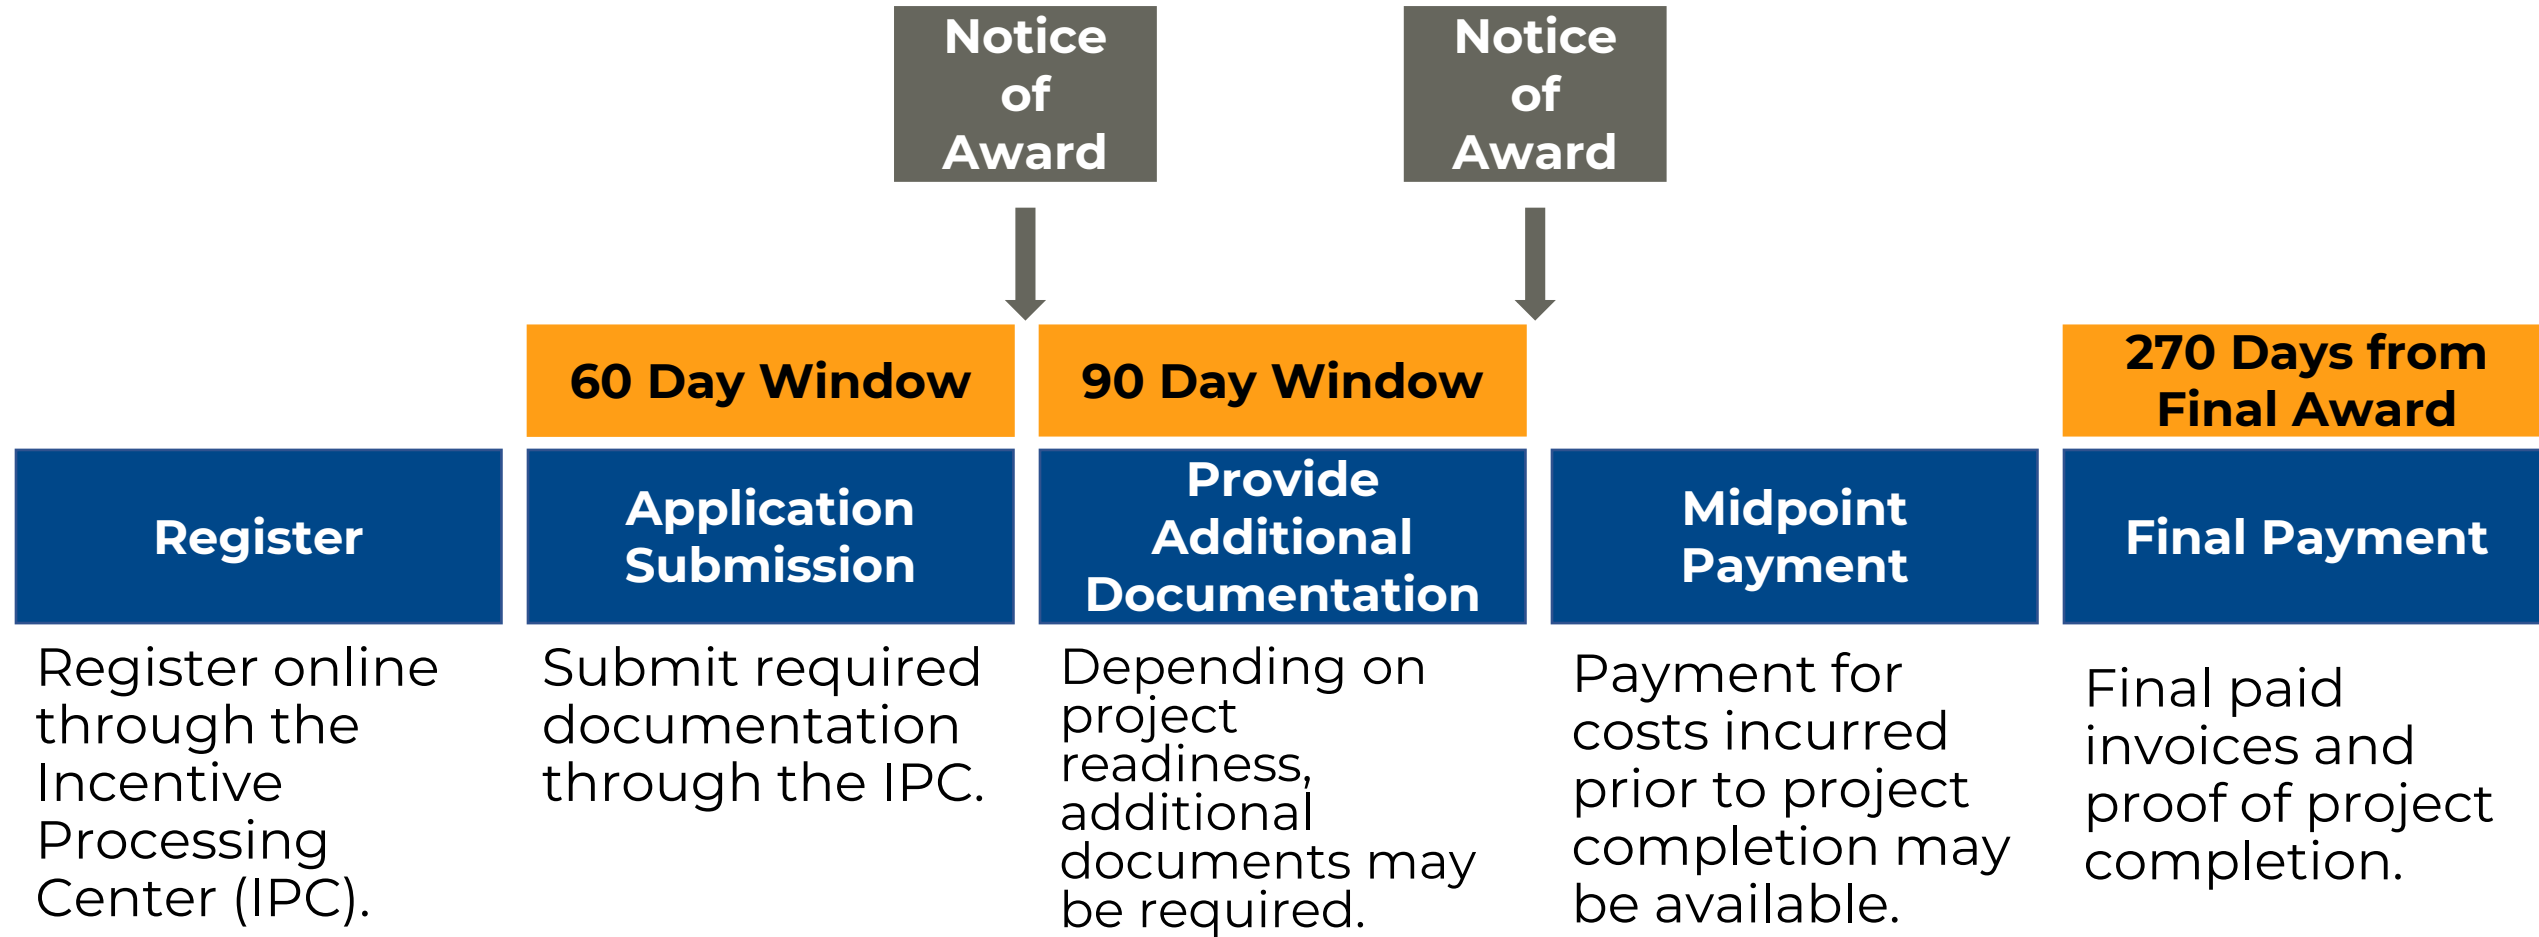 Notice
of
Award
Notice
of
Award
60 Day Window
90 Day Window
270 Days from
Final Award
Register
Application
Submission
Provide
Additional
Documentation
Midpoint
Payment
Final Payment
Register online
through the
Incentive
Processing
Center (IPC).
Submit required
documentation
through the IPC.
Depending on
project
readiness,
additional
documents may
be required.
Payment for
costs incurred
prior to project
completion may
be available.
Final paid
invoices and
proof of project
completion.